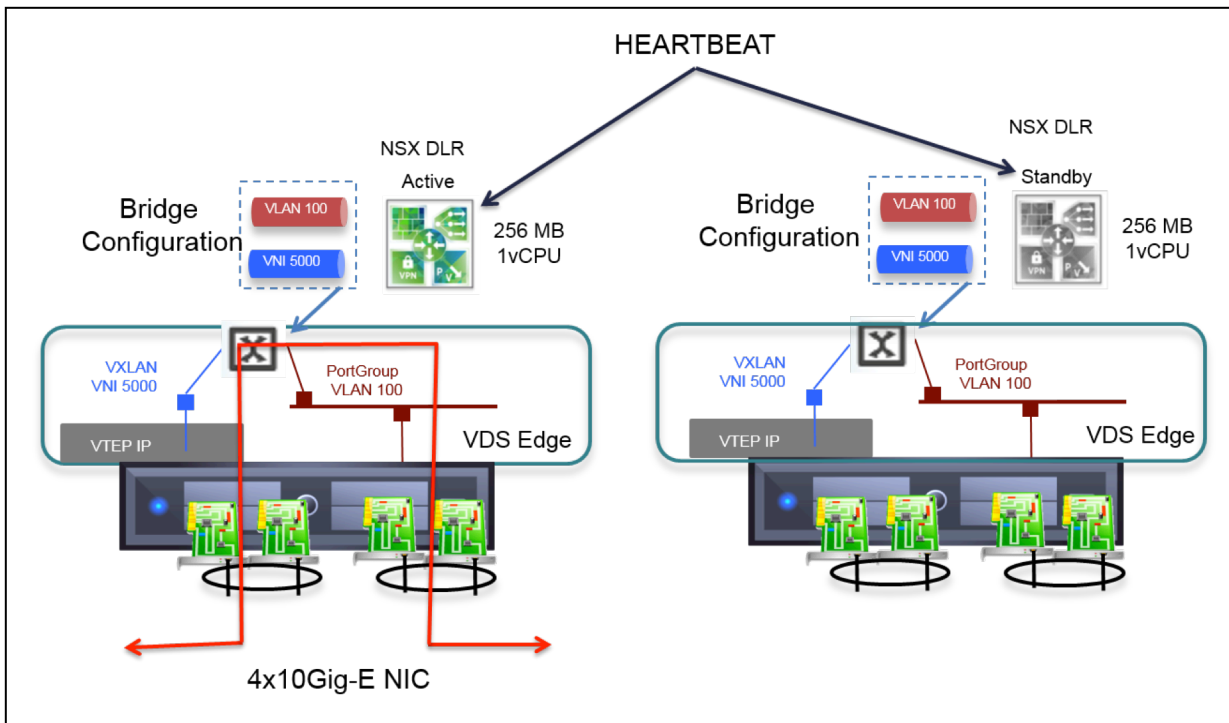 HEARTBEAT
NSX DLR
Active
Bridge
Configuration
VLAN 100
VNI 5000
VPN
256 MB
1vCPU
VXLAN
VNI 5000
PortGroup
VLAN 100
VTEP IP
VDS Edge
4x10Gig-E NIC
NSX DLR
Standby
Bridge
Configuration
VLAN 100
VNI 5000
VPN
256 MB
1vCPU
VXLAN
VNI 5000
PortGroup
VLAN 100
VTEP IP
VDS Edge